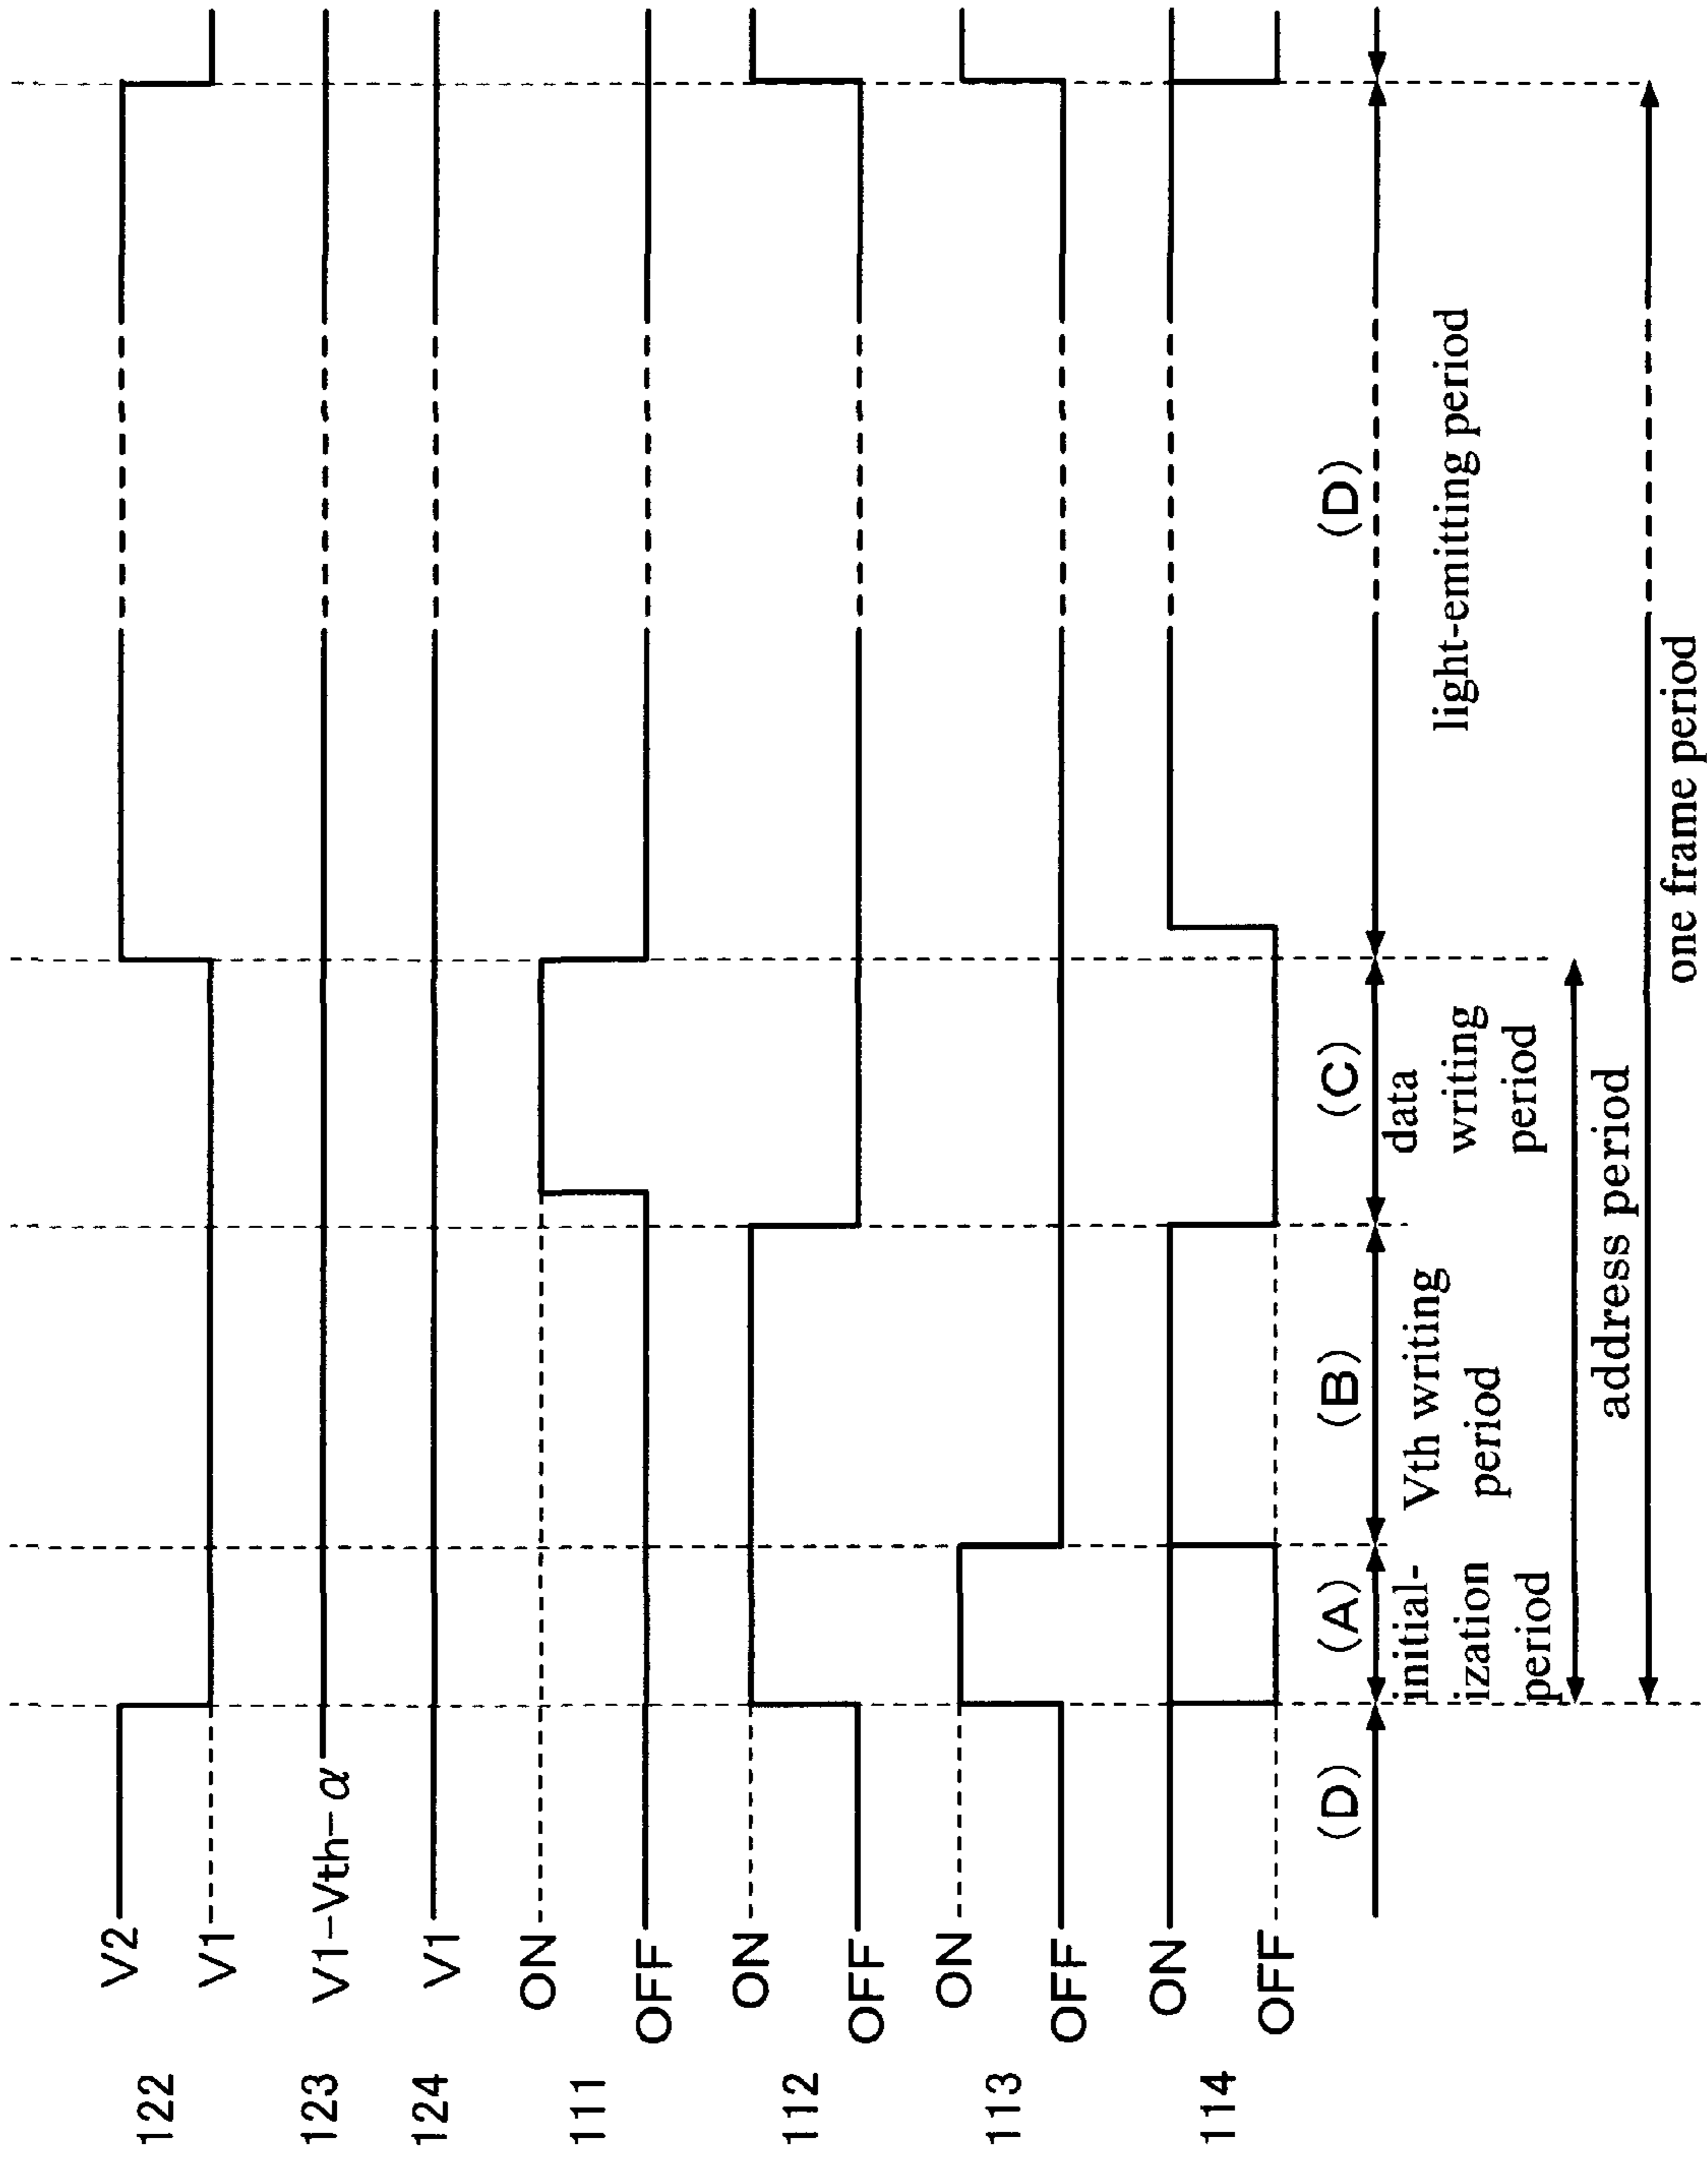 122
V2
V1
123
V1-Vth-α
124
V1
111
ON
OFF
112
ON
OFF
113
ON
OFF
114
ON
OFF
(D)
(A)
(B)
(C)
(D)
initial-
ization
period
Vth writing
period
data
writing
period
light-emitting period
address period
one frame period